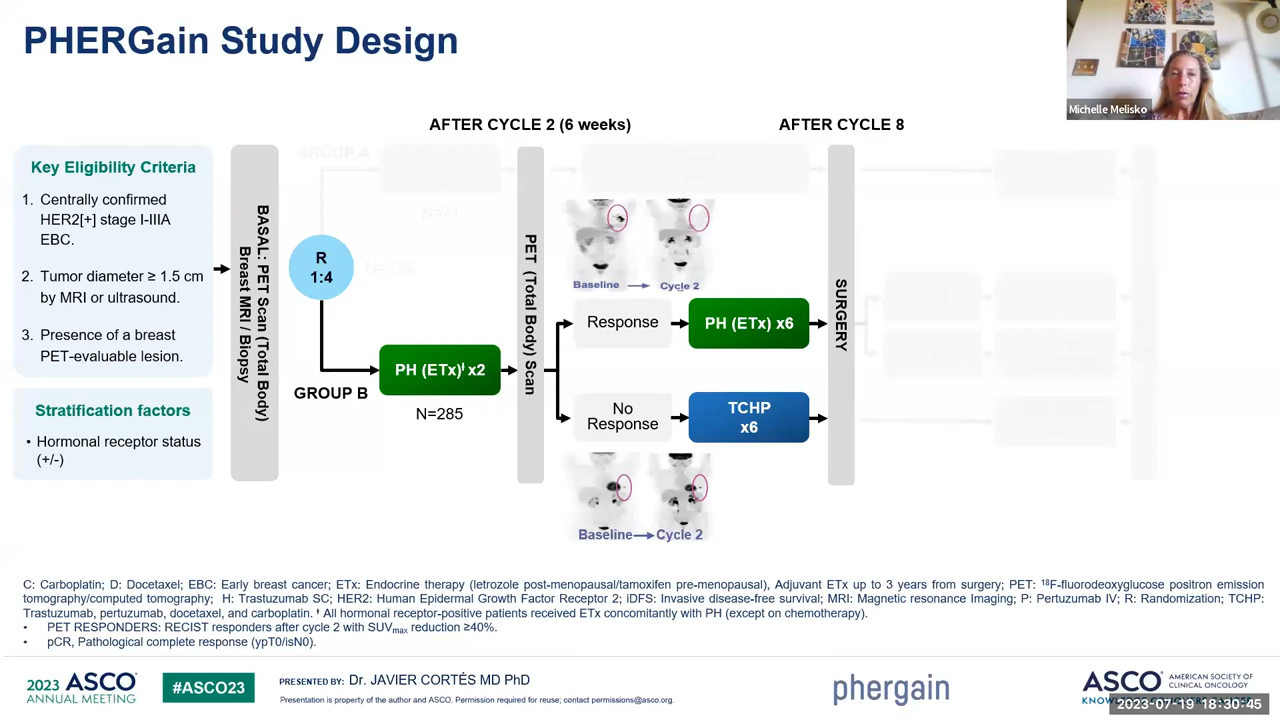 PHERGain Study Design
Michelle Melisko
AFTER CYCLE 2 (6 weeks)
AFTER CYCLE 8
Key Eligibility Criteria
1. Centrally confirmed
HER2[+] stage I-IIIA
EBC.
2. Tumor diameter ≥ 1.5 cm
by MRI or ultrasound.
3. Presence of a breast
PET-evaluable lesion.
Stratification factors
• Hormonal receptor status
(+/-)
BASAL: PET Scan (Total Body)
Breast MRI / Biopsy
GROUP A
N=71
R
1:4
GROUP B
PH (ETx)ᶦ x2
N=285
PET (Total Body) Scan
Baseline
Cycle 2
Response
PH (ETx) x6
No
Response
TCHP
x6
Baseline
Cycle 2
SURGERY
C: Carboplatin; D: Docetaxel; EBC: Early breast cancer; ETx: Endocrine therapy (letrozole post-menopausal/tamoxifen pre-menopausal), Adjuvant ETx up to 3 years from surgery; PET: ¹⁸F-fluorodeoxyglucose positron emission
tomography/computed tomography; H: Trastuzumab SC; HER2: Human Epidermal Growth Factor Receptor 2; iDFS: Invasive disease-free survival; MRI: Magnetic resonance Imaging; P: Pertuzumab IV; R: Randomization; TCHP:
Trastuzumab, pertuzumab, docetaxel, and carboplatin. ᶦ All hormonal receptor-positive patients received ETx concomitantly with PH (except on chemotherapy).
• PET RESPONDERS: RECIST responders after cycle 2 with SUVmax reduction ≥40%.
• pCR, Pathological complete response (ypT0/isN0).
2023 ASCO
ANNUAL MEETING
#ASCO23
PRESENTED BY: Dr. JAVIER CORTÉS MD PhD
Presentation is property of the author and ASCO. Permission required for reuse; contact permissions@asco.org.
phergain
ASCO AMERICAN SOCIETY OF
CLINICAL ONCOLOGY
2023-07-19 18:30:45